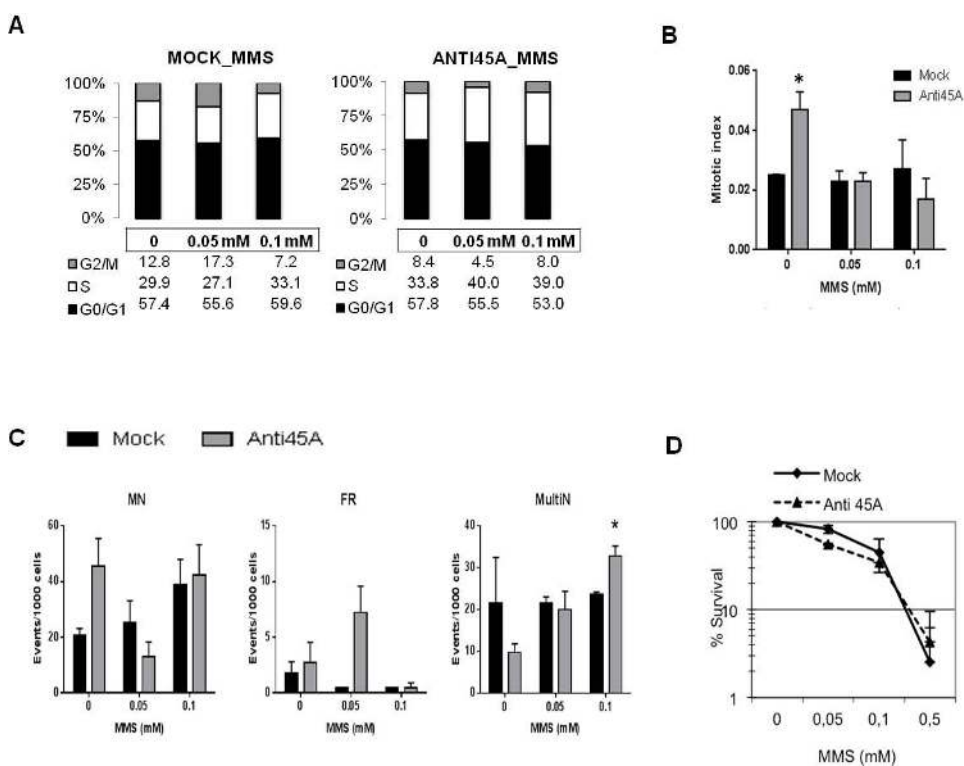 A
MOCK_MMS
100%
75%
50%
25%
0%
0 0.05 mM 0.1 mM
G2/M 12.8 17.3 7.2
S 29.9 27.1 33.1
G0/G1 57.4 55.6 59.6
ANTI45A_MMS
100%
75%
50%
25%
0%
0 0.05 mM 0.1 mM
G2/M 8.4 4.5 8.0
S 33.8 40.0 39.0
G0/G1 57.8 55.5 53.0
B
Mock
Anti45A
Mitotic index
0.06
0.04
0.02
0.00
*
0 0.05 0.1
MMS (mM)
C
Mock Anti45A
MN
Events/1000 cells
60
40
20
0
0 0.05 0.1
MMS (mM)
FR
Events/1000 cells
15
10
5
0
0 0.05 0.1
MMS (mM)
MultiN
Events/1000 cells
40
30
20
10
0
*
0 0.05 0.1
MMS (mM)
D
Mock
Anti 45A
% Survival
100
10
1
0 0,05 0,1 0,5
MMS (mM)